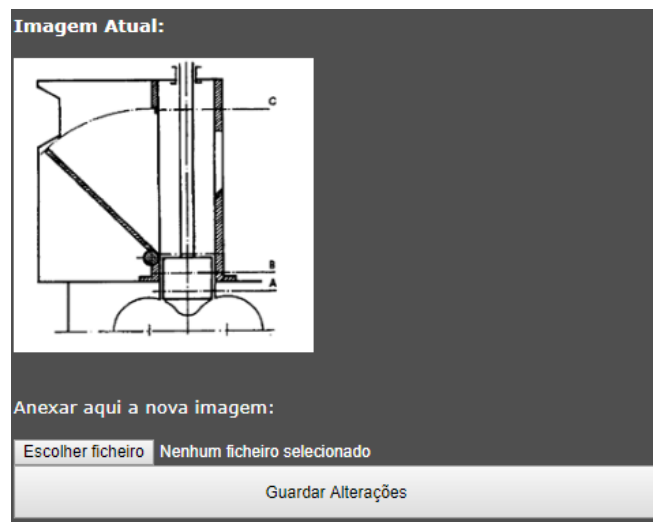 Imagem Atual:
C
B
A
Anexar aqui a nova imagem:
Escolher ficheiro Nenhum ficheiro selecionado
Guardar Alterações